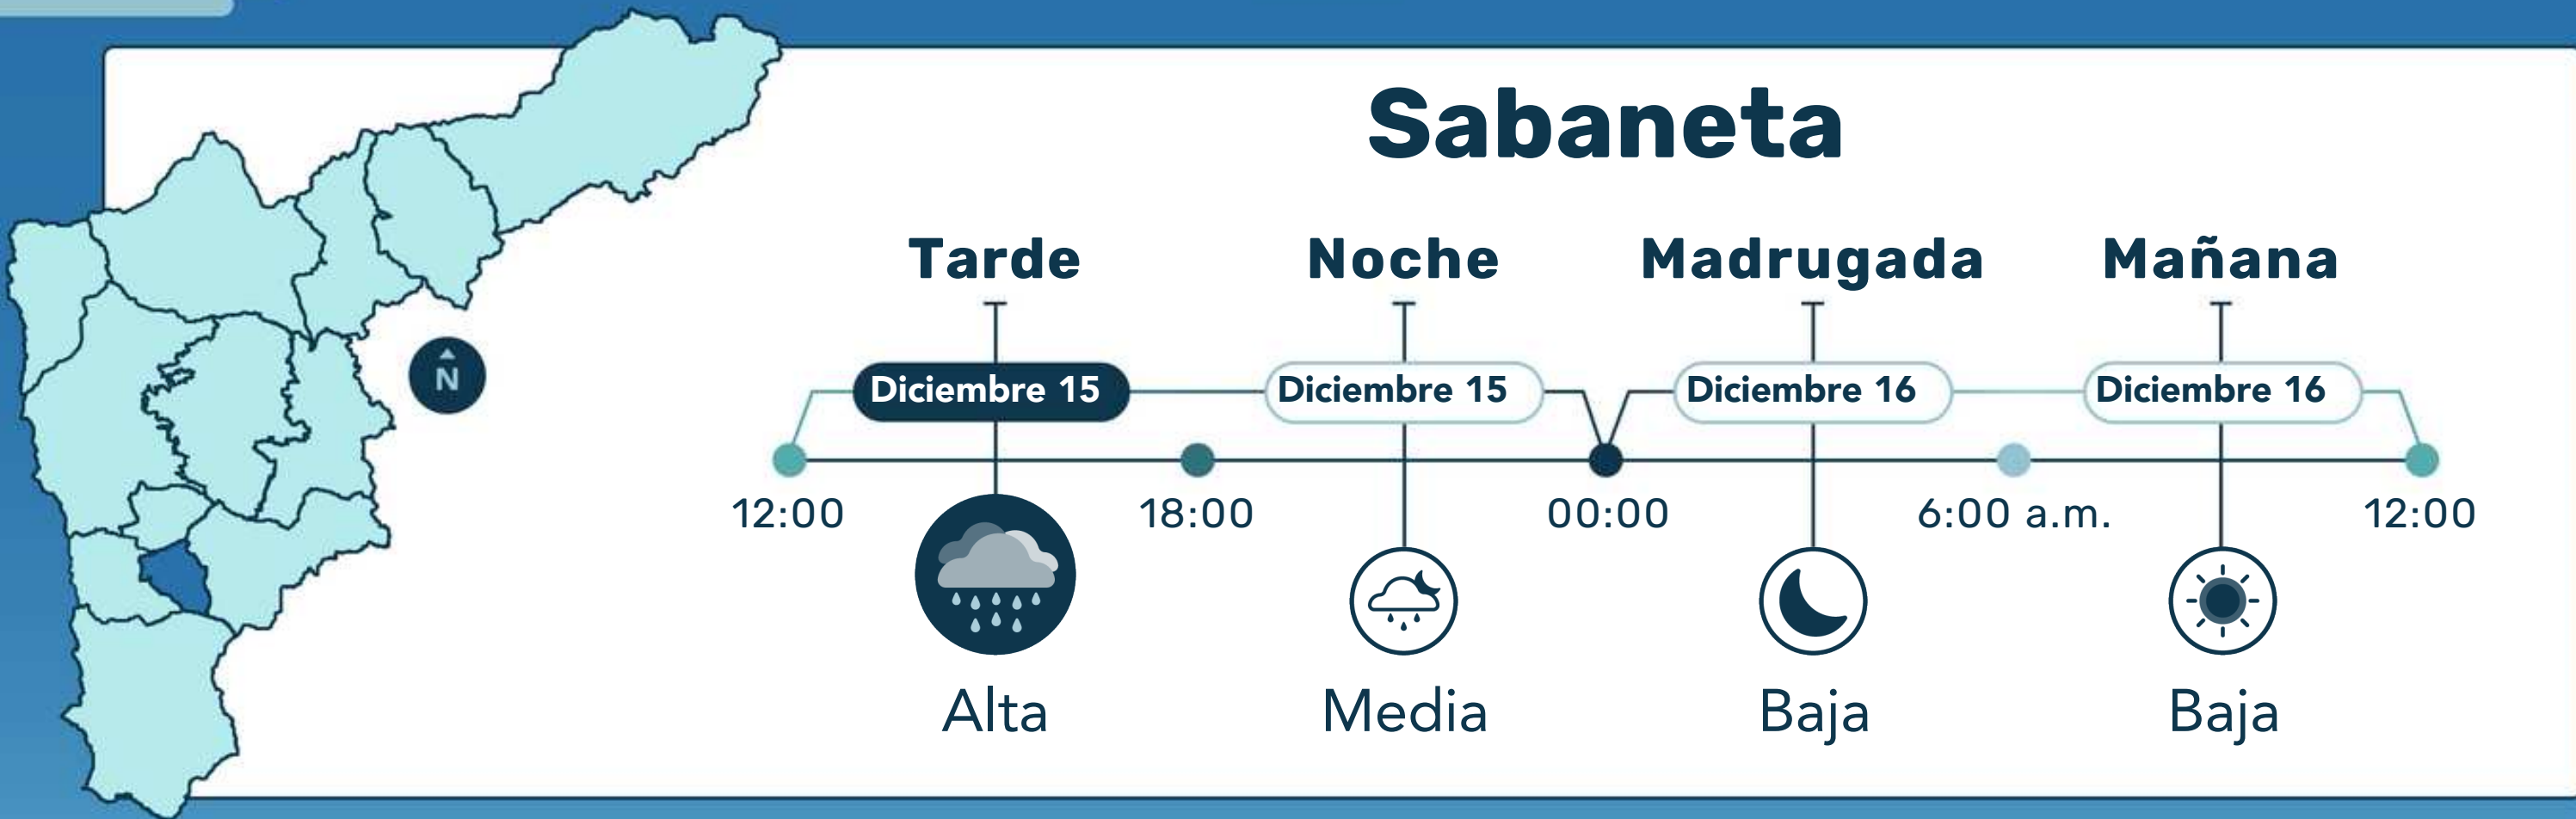 Sabaneta
Tarde Noche Madrugada Mañana
N
Diciembre 15 Diciembre 15 Diciembre 16 Diciembre 16
12:00 18:00 00:00 6:00 a.m. 12:00
Alta Media Baja Baja